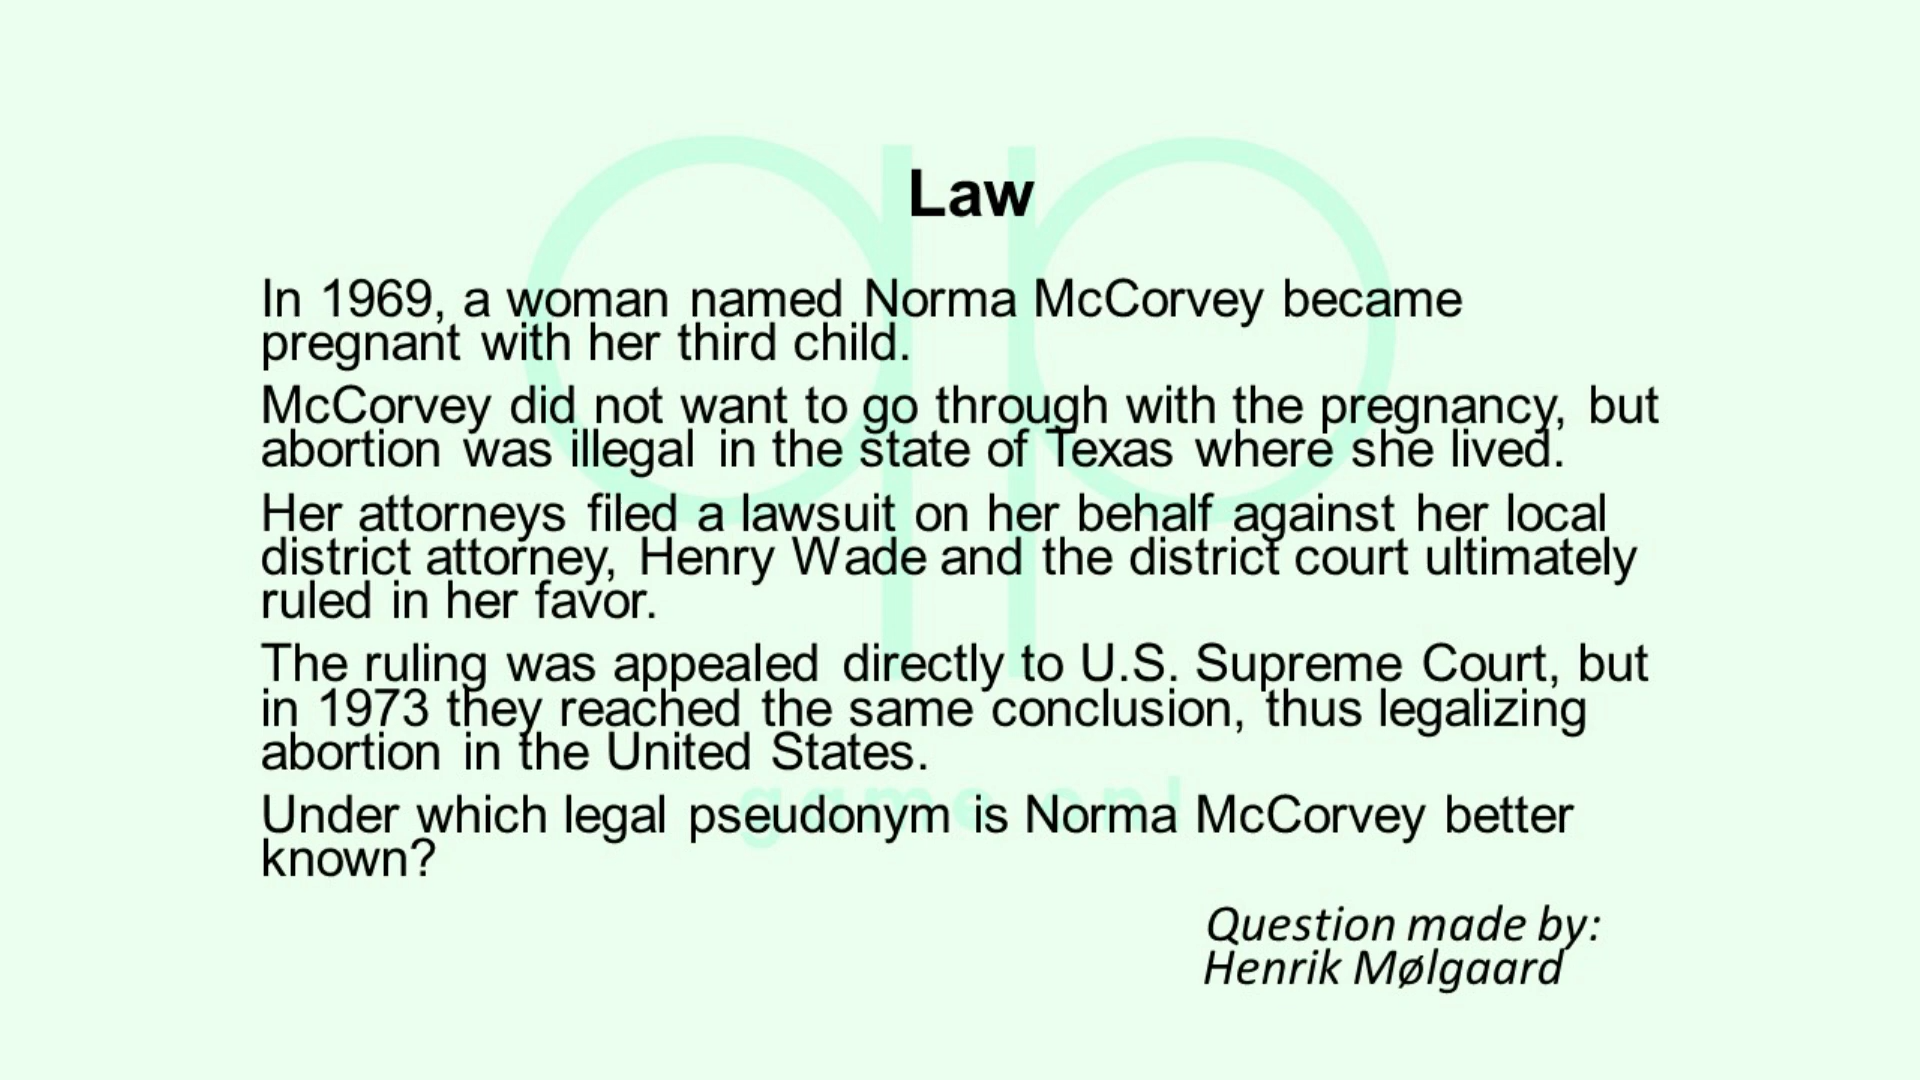 Law
In 1969, a woman named Norma McCorvey became
pregnant with her third child.
McCorvey did not want to go through with the pregnancy, but
abortion was illegal in the state of Texas where she lived.
Her attorneys filed a lawsuit on her behalf against her local
district attorney, Henry Wade and the district court ultimately
ruled in her favor.
The ruling was appealed directly to U.S. Supreme Court, but
in 1973 they reached the same conclusion, thus legalizing
abortion in the United States.
game on!
Under which legal pseudonym is Norma McCorvey better
known?
Question made by:
Henrik Mølgaard